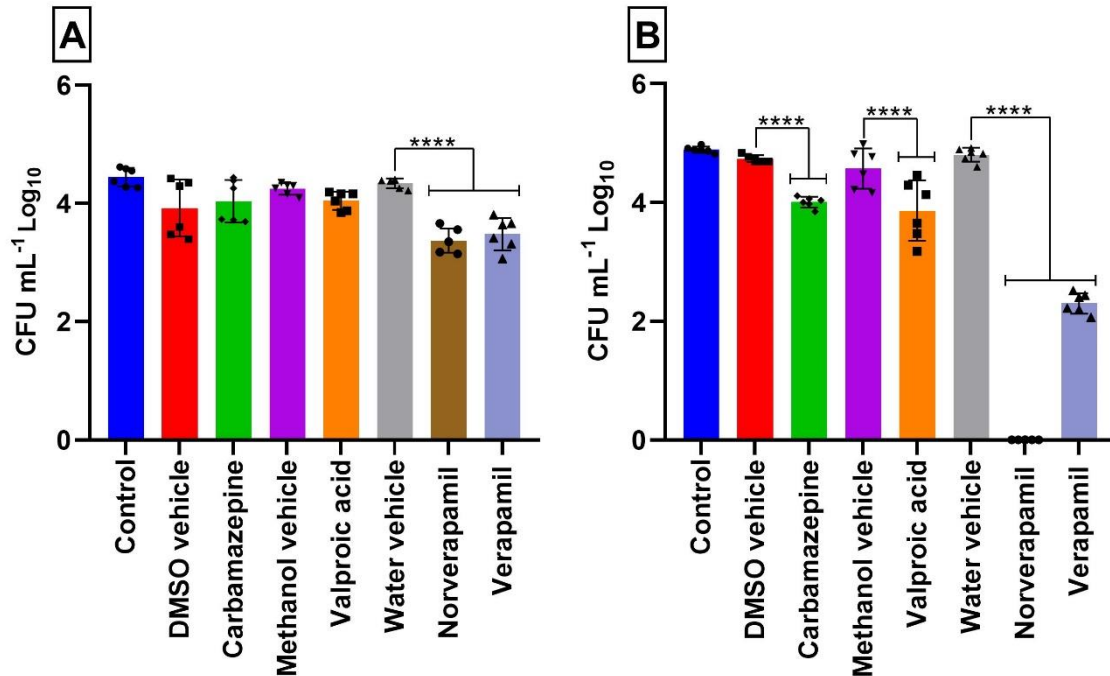 A
CFU mL-1 Log10
6
4
2
0
****
Control
DMSO vehicle
Carbamazepine
Methanol vehicle
Valproic acid
Water vehicle
Norverapamil
Verapamil
B
CFU mL-1 Log10
6
4
2
0
****
****
****
Control
DMSO vehicle
Carbamazepine
Methanol vehicle
Valproic acid
Water vehicle
Norverapamil
Verapamil